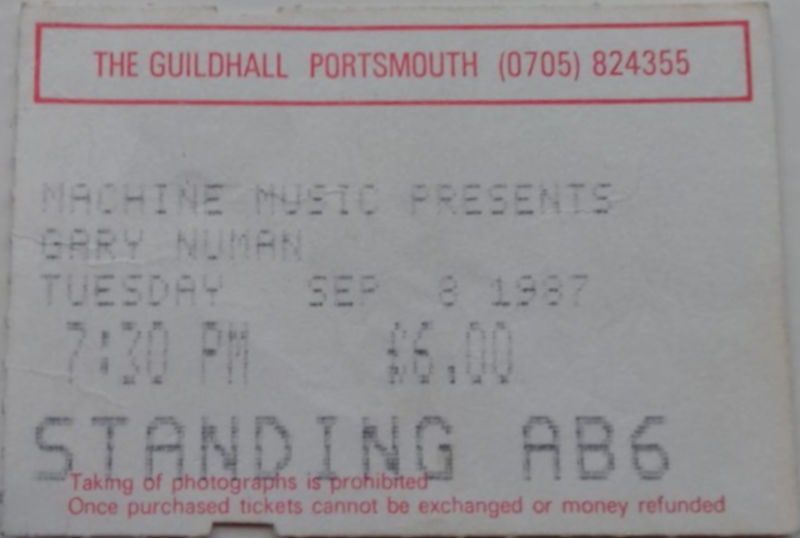 THE GUILDHALL PORTSMOUTH (0705) 824355
MACHINE MUSIC PRESENTS
GARY NUMAN
TUESDAY SEP 8 1987
7:30 PM £6.00
STANDING AB6
Taking of photographs is prohibited
Once purchased tickets cannot be exchanged or money refunded